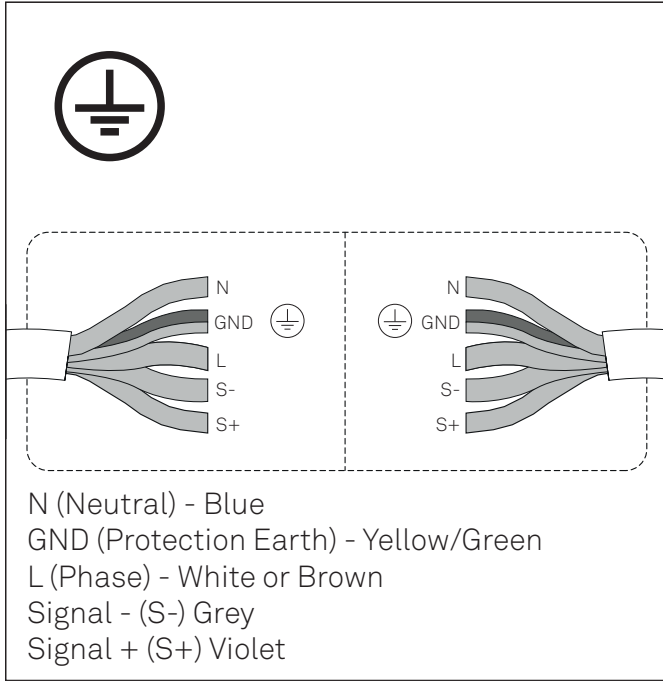 N
GND
L
S-
S+
N
GND
L
S-
S+
N (Neutral) - Blue
GND (Protection Earth) - Yellow/Green
L (Phase) - White or Brown
Signal - (S-) Grey
Signal + (S+) Violet